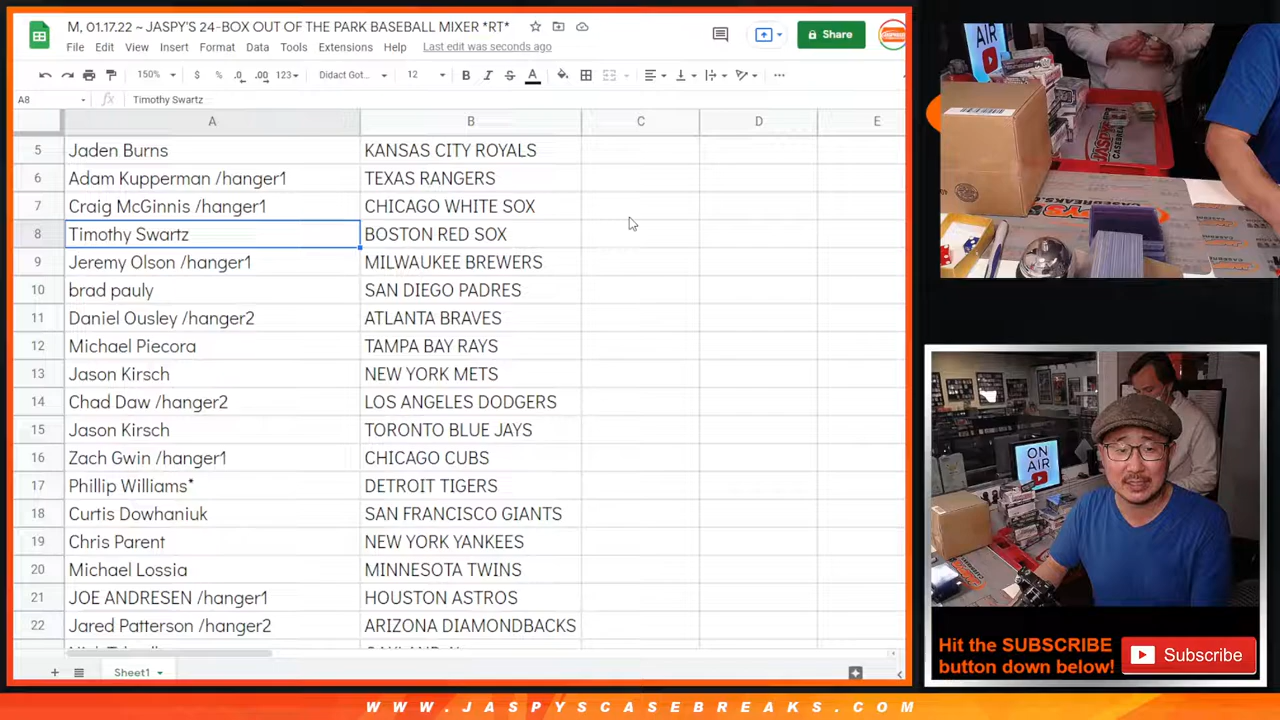 M, 01.17.22 ~ JASPY'S 24-BOX OUT OF THE PARK BASEBALL MIXER *RT*
File Edit View Insert Format Data Tools Extensions Help Last edit was seconds ago
Share
150% $ % .0 .00 123 Didact Got... 12 B I S A
A8 Timothy Swartz
A B C D E
5 Jaden Burns KANSAS CITY ROYALS
6 Adam Kupperman /hanger1 TEXAS RANGERS
7 Craig McGinnis /hanger1 CHICAGO WHITE SOX
8 Timothy Swartz BOSTON RED SOX
9 Jeremy Olson /hanger1 MILWAUKEE BREWERS
10 brad pauly SAN DIEGO PADRES
11 Daniel Ousley /hanger2 ATLANTA BRAVES
12 Michael Piecora TAMPA BAY RAYS
13 Jason Kirsch NEW YORK METS
14 Chad Daw /hanger2 LOS ANGELES DODGERS
15 Jason Kirsch TORONTO BLUE JAYS
16 Zach Gwin /hanger1 CHICAGO CUBS
17 Phillip Williams* DETROIT TIGERS
18 Curtis Dowhaniuk SAN FRANCISCO GIANTS
19 Chris Parent NEW YORK YANKEES
20 Michael Lossia MINNESOTA TWINS
21 JOE ANDRESEN /hanger1 HOUSTON ASTROS
22 Jared Patterson /hanger2 ARIZONA DIAMONDBACKS
Sheet1
AIR
JASPY'S
CASEBREAKS
ON
AIR
Hit the SUBSCRIBE
button down below!
Subscribe
WWW.JASPYSCASEBREAKS.COM